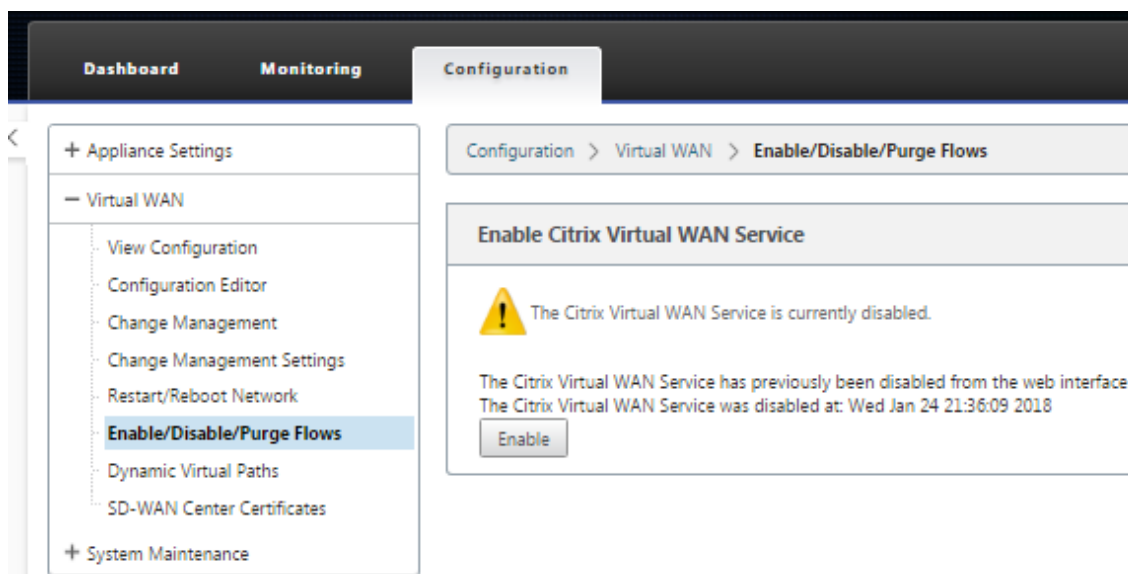 Dashboard Monitoring Configuration
+ Appliance Settings
− Virtual WAN
View Configuration
Configuration Editor
Change Management
Change Management Settings
Restart/Reboot Network
Enable/Disable/Purge Flows
Dynamic Virtual Paths
SD-WAN Center Certificates
+ System Maintenance
Configuration > Virtual WAN > Enable/Disable/Purge Flows
Enable Citrix Virtual WAN Service
The Citrix Virtual WAN Service is currently disabled.
The Citrix Virtual WAN Service has previously been disabled from the web interface
The Citrix Virtual WAN Service was disabled at: Wed Jan 24 21:36:09 2018
Enable